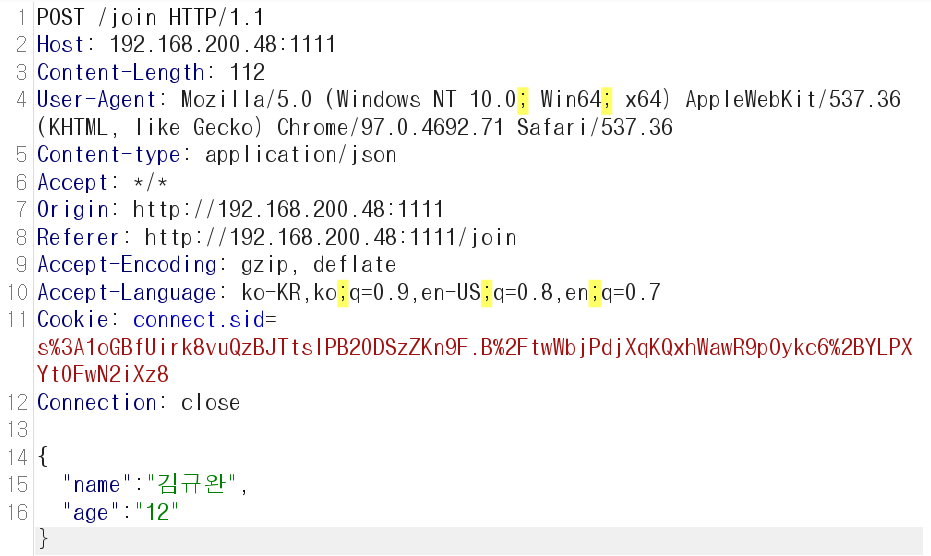 1 POST /join HTTP/1.1
2 Host: 192.168.200.48:1111
3 Content-Length: 112
4 User-Agent: Mozilla/5.0 (Windows NT 10.0; Win64; x64) AppleWebKit/537.36
(KHTML, like Gecko) Chrome/97.0.4692.71 Safari/537.36
5 Content-type: application/json
6 Accept: */*
7 Origin: http://192.168.200.48:1111
8 Referer: http://192.168.200.48:1111/join
9 Accept-Encoding: gzip, deflate
10 Accept-Language: ko-KR,ko;q=0.9,en-US;q=0.8,en;q=0.7
11 Cookie: connect.sid=
s%3A1oGBfUirk8vuQzBJTtsIPB20DSzZKn9F.B%2FtwWbjPdjXqKQxhWawR9pOykc6%2BYLPX
Yt0FwN2iXz8
12 Connection: close
13
14 {
15 "name":"김규완",
16 "age":"12"
}